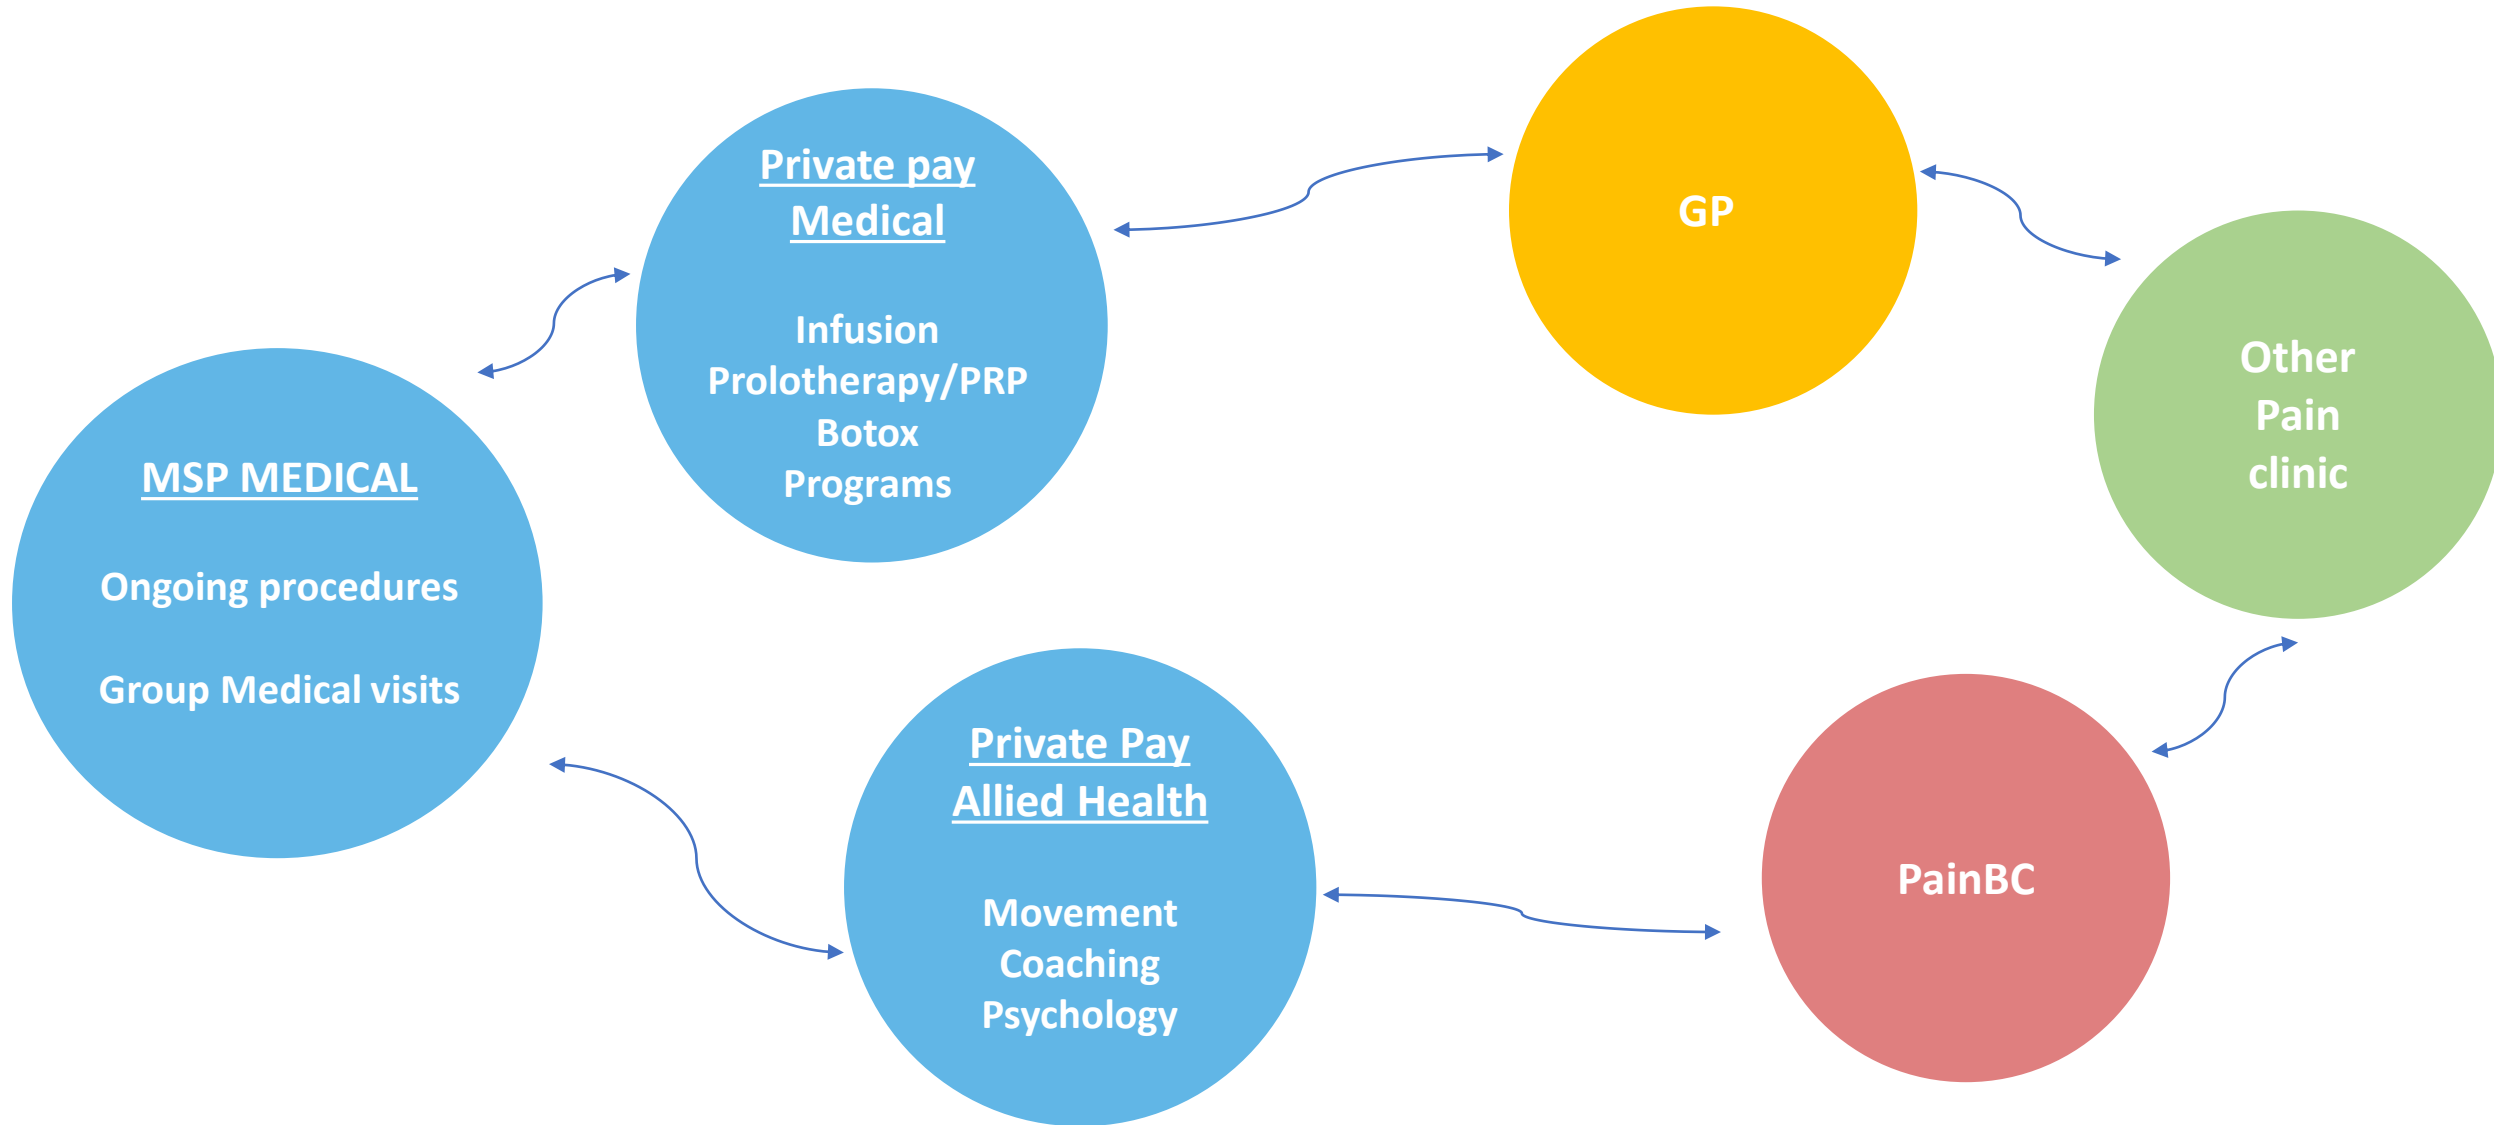 Private pay
Medical
Infusion
Prolotherapy/PRP
Botox
Programs
GP
Other
Pain
clinic
MSP MEDICAL
Ongoing procedures
Group Medical visits
Private Pay
Allied Health
Movement
Coaching
Psychology
PainBC